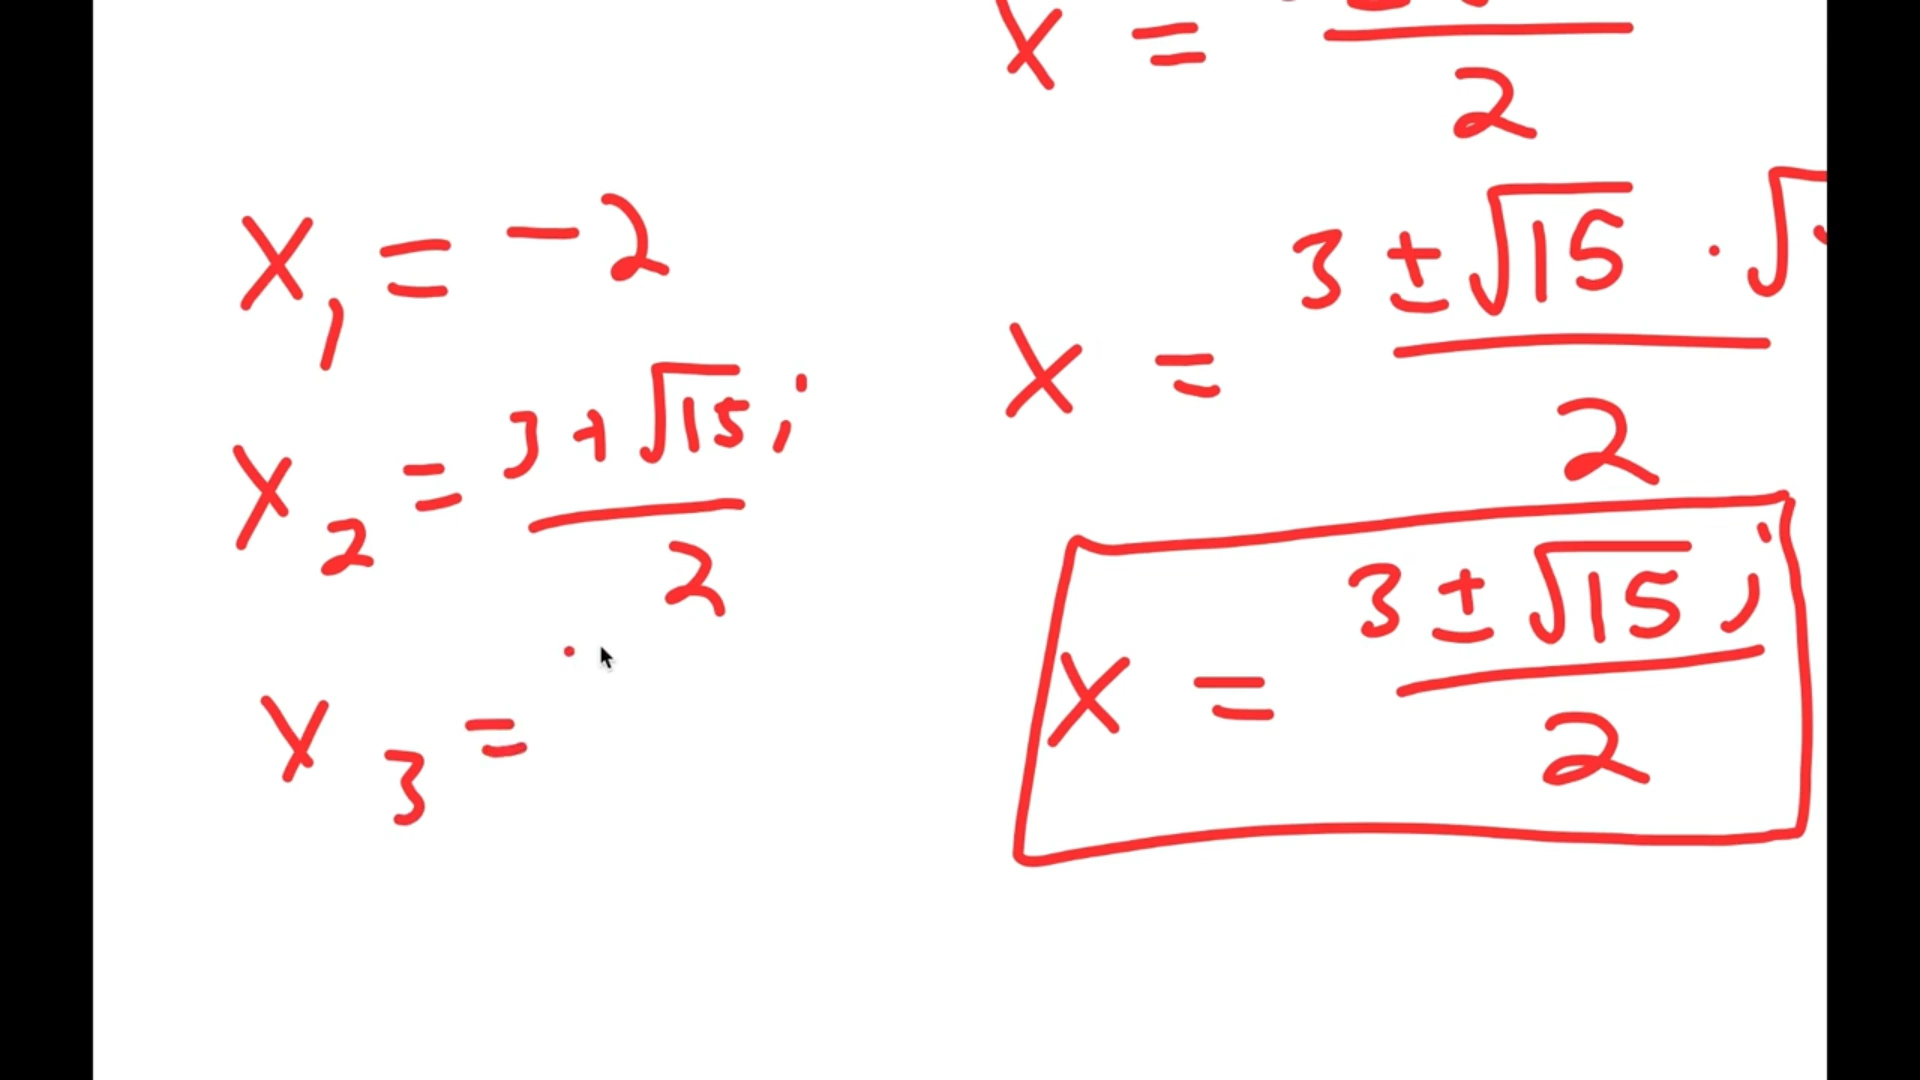 x₁ = -2
x₂ = (3 + √15 i) / 2
x₃ =
x = / 2
x = (3 ± √15 · √) / 2
x = (3 ± √15 i) / 2